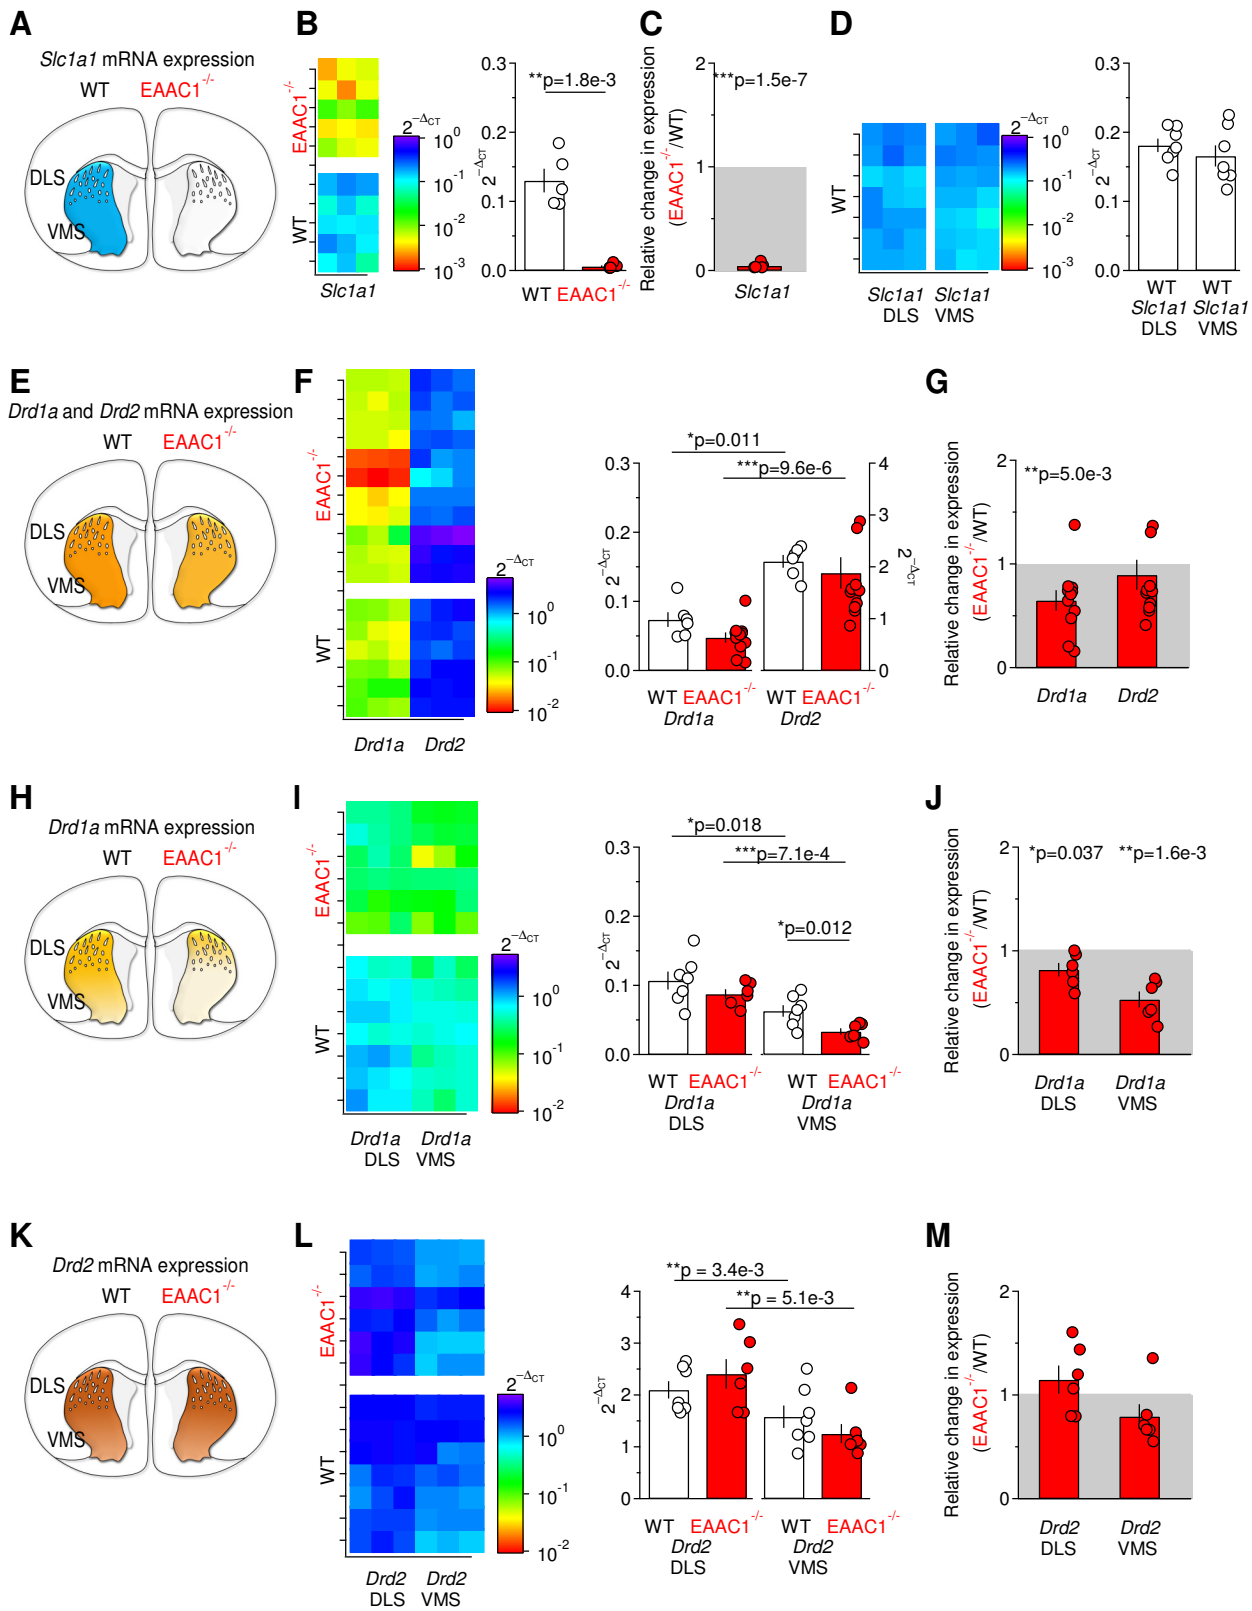 A
Slc1a1 mRNA expression
WT EAAC1-/-
DLS
VMS
B
EAAC1-/-
WT
Slc1a1
2−ΔCT
10^0
10^-1
10^-2
10^-3
0.3
0.2
0.1
0.0
2−ΔCT
**p=1.8e-3
WT EAAC1-/-
C
Relative change in expression
(EAAC1-/-/WT)
2
1
0
***p=1.5e-7
Slc1a1
D
WT
Slc1a1 Slc1a1
DLS VMS
2−ΔCT
10^0
10^-1
10^-2
10^-3
0.3
0.2
0.1
0.0
2−ΔCT
WT WT
Slc1a1 Slc1a1
DLS VMS
E
Drd1a and Drd2 mRNA expression
WT EAAC1-/-
DLS
VMS
F
EAAC1-/-
WT
Drd1a Drd2
2−ΔCT
10^0
10^-1
10^-2
*p=0.011
***p=9.6e-6
0.3
0.2
0.1
0.0
2−ΔCT
4
3
2
1
0
2−ΔCT
WT EAAC1-/- WT EAAC1-/-
Drd1a Drd2
G
Relative change in expression
(EAAC1-/-/WT)
2
1
0
**p=5.0e-3
Drd1a Drd2
H
Drd1a mRNA expression
WT EAAC1-/-
DLS
VMS
I
EAAC1-/-
WT
Drd1a Drd1a
DLS VMS
2−ΔCT
10^0
10^-1
10^-2
*p=0.018
***p=7.1e-4
*p=0.012
0.3
0.2
0.1
0.0
2−ΔCT
WT EAAC1-/- WT EAAC1-/-
Drd1a Drd1a
DLS VMS
J
Relative change in expression
(EAAC1-/-/WT)
2
1
0
*p=0.037 **p=1.6e-3
Drd1a Drd1a
DLS VMS
K
Drd2 mRNA expression
WT EAAC1-/-
DLS
VMS
L
EAAC1-/-
WT
Drd2 Drd2
DLS VMS
2−ΔCT
10^0
10^-1
10^-2
**p = 3.4e-3
**p = 5.1e-3
4
3
2
1
0
2−ΔCT
WT EAAC1-/- WT EAAC1-/-
Drd2 Drd2
DLS VMS
M
Relative change in expression
(EAAC1-/-/WT)
2
1
0
Drd2 Drd2
DLS VMS